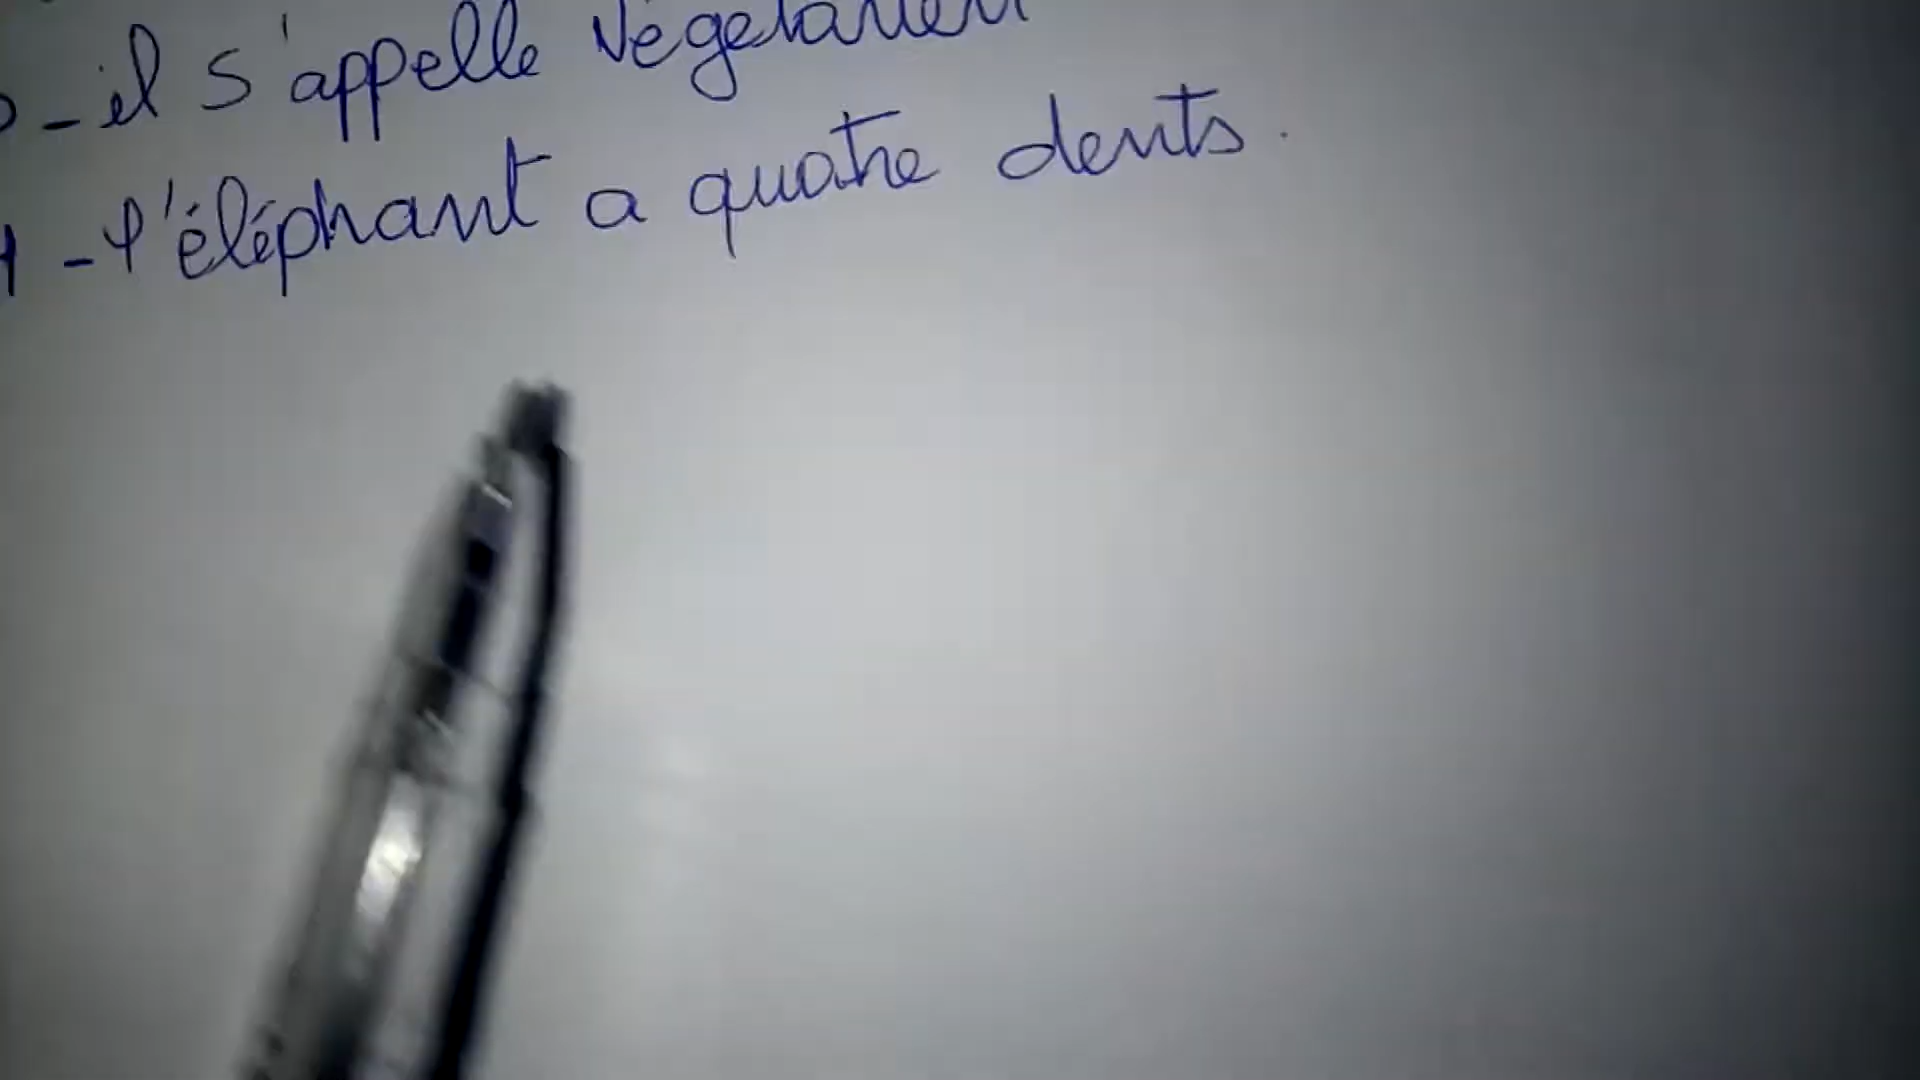 - il s'appelle végétarien
- l'éléphant a quatre dents.